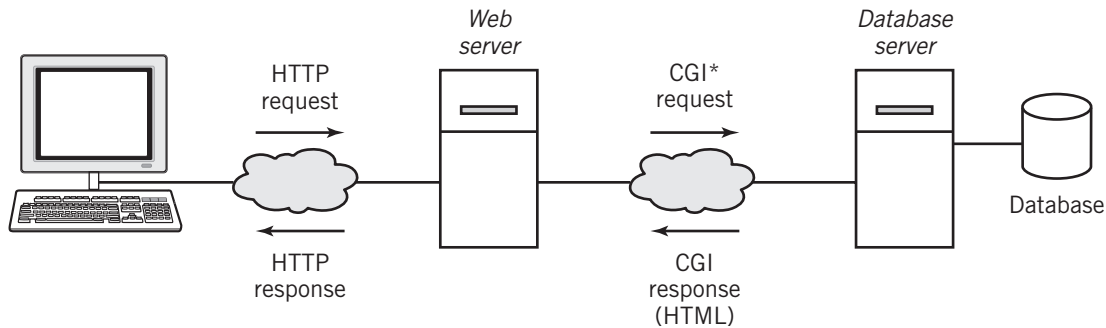 Web
server
Database
server
HTTP
request
CGI*
request
Database
HTTP
response
CGI
response
(HTML)